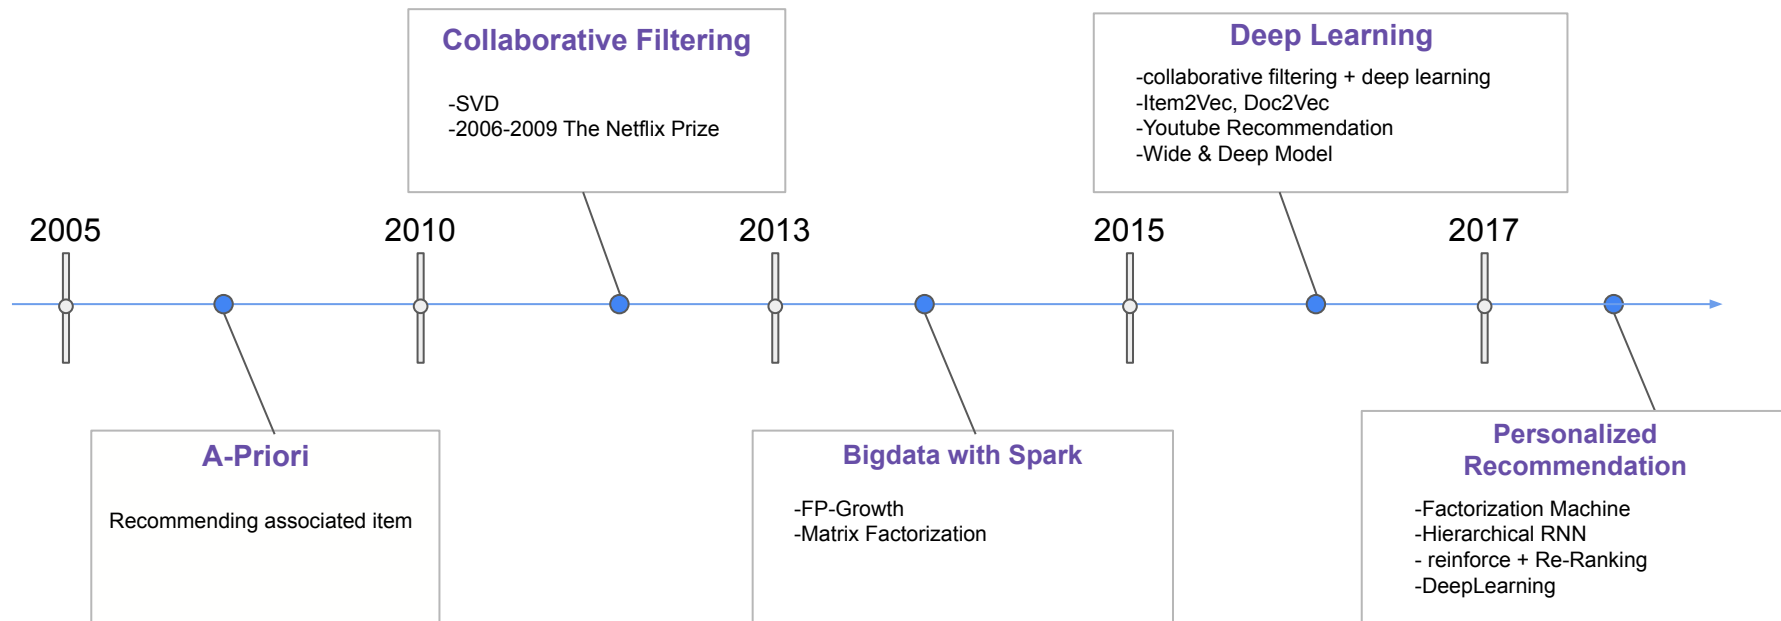 Collaborative Filtering
-SVD
-2006-2009 The Netflix Prize
Deep Learning
-collaborative filtering + deep learning
-Item2Vec, Doc2Vec
-Youtube Recommendation
-Wide & Deep Model
2005
2010
2013
2015
2017
A-Priori
Recommending associated item
Bigdata with Spark
-FP-Growth
-Matrix Factorization
Personalized
Recommendation
-Factorization Machine
-Hierarchical RNN
- reinforce + Re-Ranking
-DeepLearning